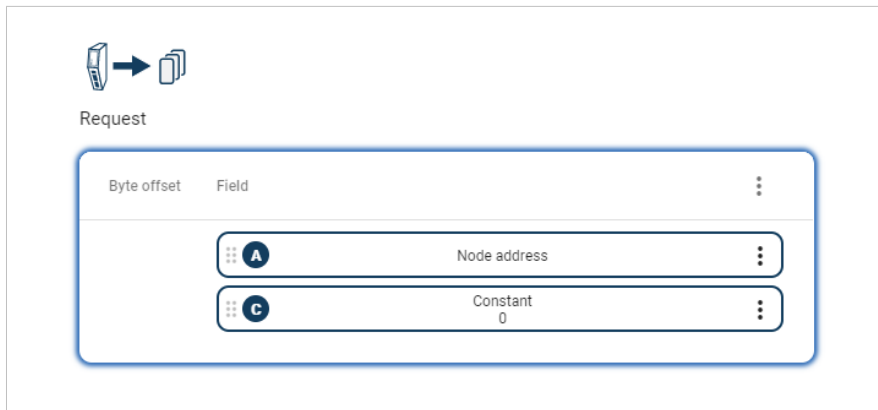 Request
Byte offset Field
A Node address
C Constant
0